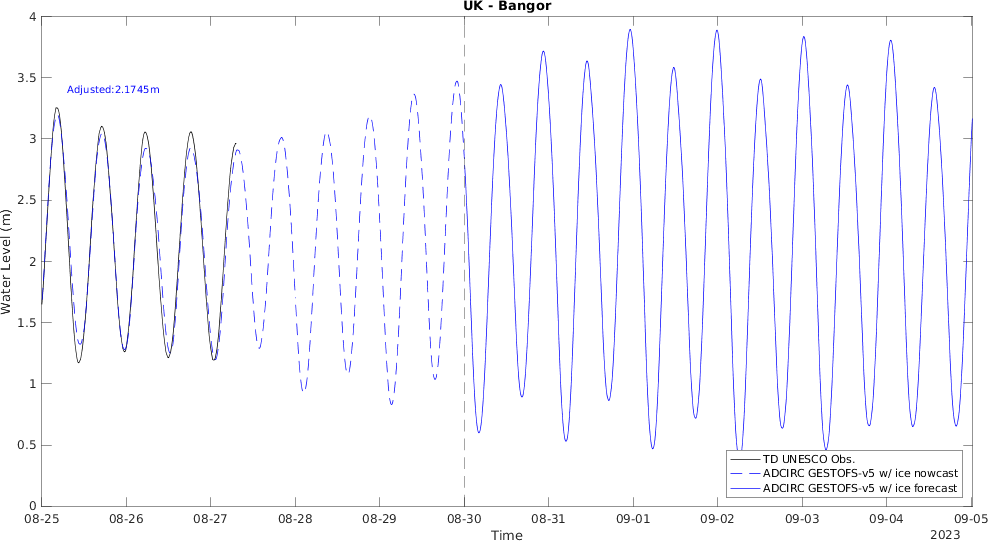 UK - Bangor
4
3.5
3
2.5
2
1.5
1
0.5
0
Water Level (m)
Adjusted:2.1745m
TD UNESCO Obs.
ADCIRC GESTOFS-v5 w/ ice nowcast
ADCIRC GESTOFS-v5 w/ ice forecast
08-25 08-26 08-27 08-28 08-29 08-30 08-31 09-01 09-02 09-03 09-04 09-05
Time
2023